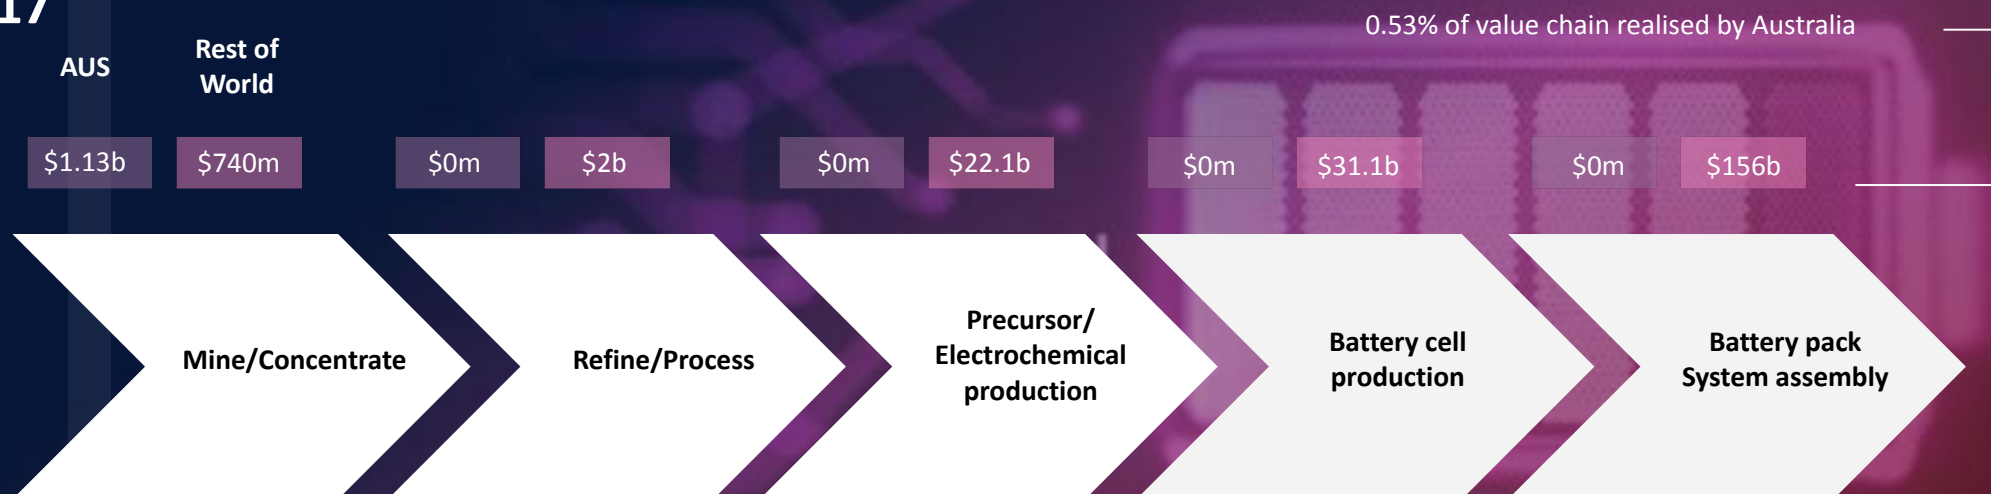 17
0.53% of value chain realised by Australia
AUS
Rest of
World
$1.13b
$740m
$0m
$2b
$0m
$22.1b
$0m
$31.1b
$0m
$156b
Mine/Concentrate
Refine/Process
Precursor/
Electrochemical
production
Battery cell
production
Battery pack
System assembly